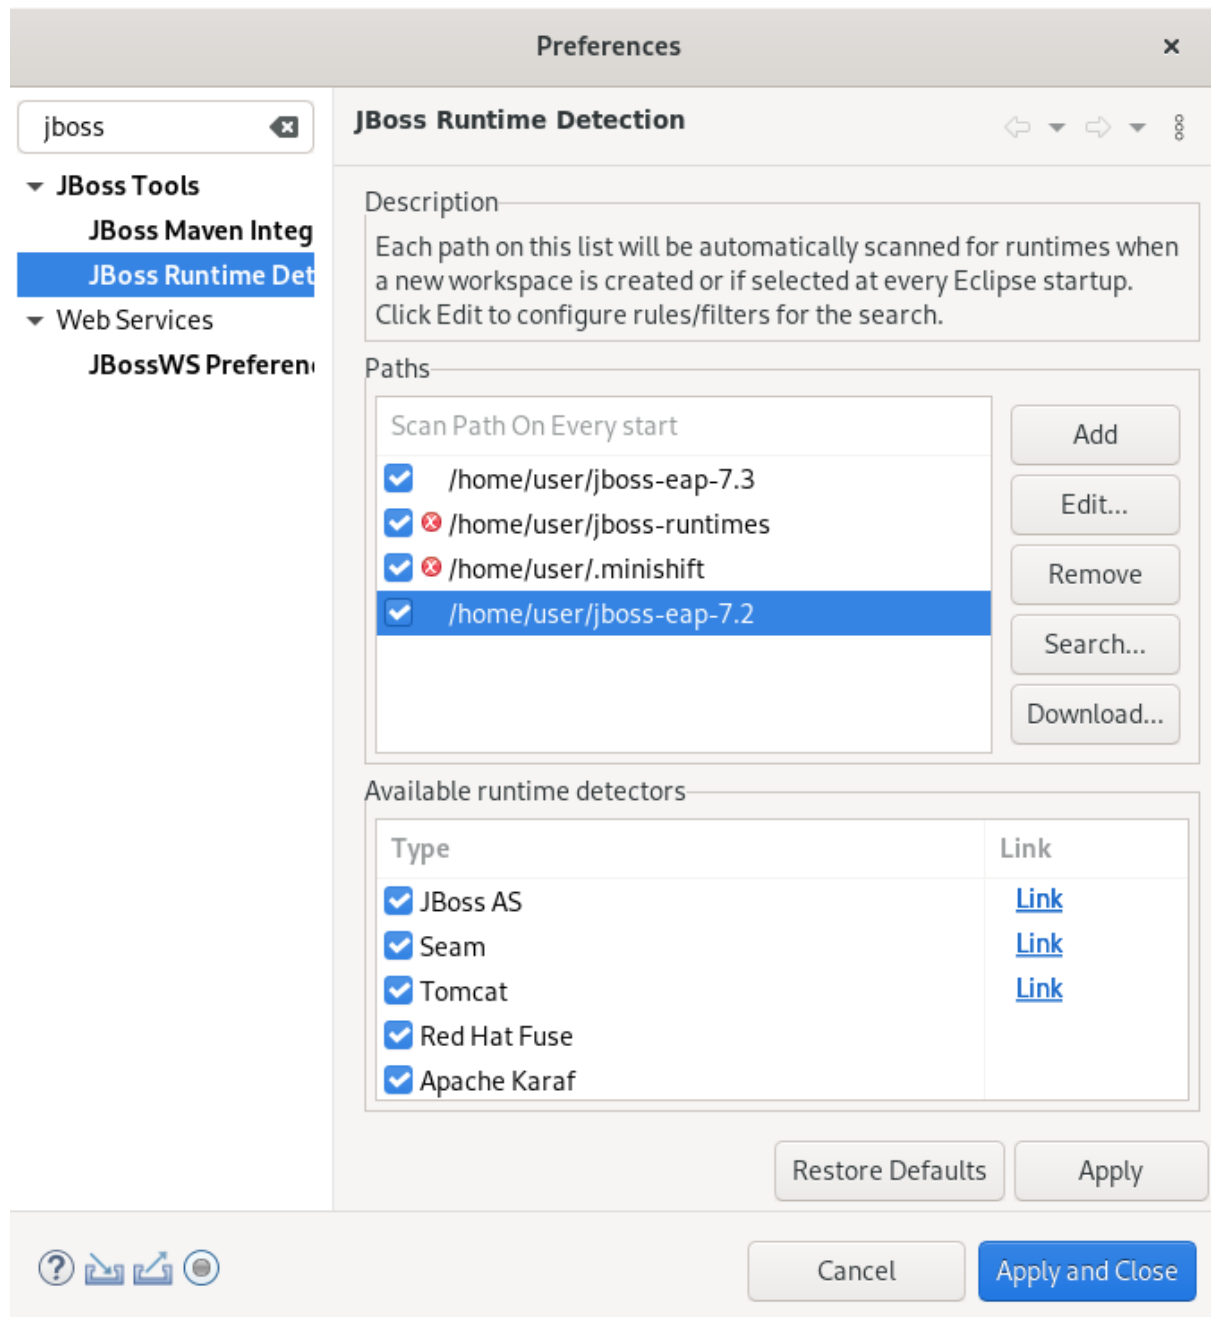 Preferences
jboss
JBoss Tools
JBoss Maven Integ
JBoss Runtime Det
Web Services
JBossWS Preferen
JBoss Runtime Detection
Description
Each path on this list will be automatically scanned for runtimes when
a new workspace is created or if selected at every Eclipse startup.
Click Edit to configure rules/filters for the search.
Paths
Scan Path On Every start
/home/user/jboss-eap-7.3
/home/user/jboss-runtimes
/home/user/.minishift
/home/user/jboss-eap-7.2
Add
Edit...
Remove
Search...
Download...
Available runtime detectors
Type Link
JBoss AS Link
Seam Link
Tomcat Link
Red Hat Fuse
Apache Karaf
Restore Defaults Apply
Cancel Apply and Close